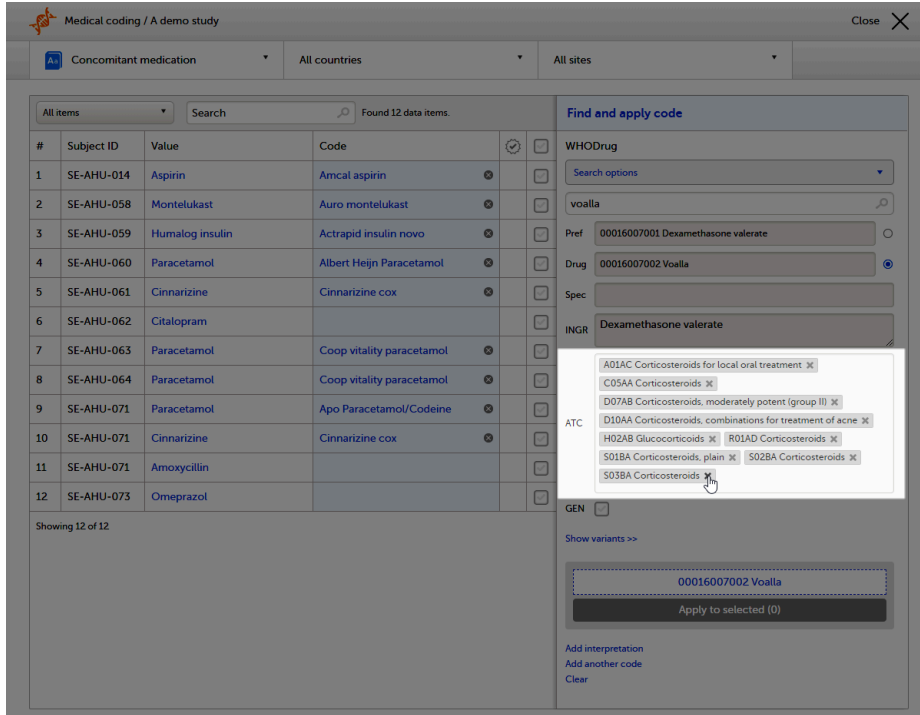 Medical coding / A demo study
Close
Aa Concomitant medication
All countries
All sites
All items
Search
Found 12 data items.
# Subject ID Value Code
1 SE-AHU-014 Aspirin Amcal aspirin
2 SE-AHU-058 Montelukast Auro montelukast
3 SE-AHU-059 Humalog insulin Actrapid insulin novo
4 SE-AHU-060 Paracetamol Albert Heijn Paracetamol
5 SE-AHU-061 Cinnarizine Cinnarizine cox
6 SE-AHU-062 Citalopram
7 SE-AHU-063 Paracetamol Coop vitality paracetamol
8 SE-AHU-064 Paracetamol Coop vitality paracetamol
9 SE-AHU-071 Paracetamol Apo Paracetamol/Codeine
10 SE-AHU-071 Cinnarizine Cinnarizine cox
11 SE-AHU-071 Amoxycillin
12 SE-AHU-073 Omeprazol
Showing 12 of 12
Find and apply code
WHODrug
Search options
voalla
Pref 00016007001 Dexamethasone valerate
Drug 00016007002 Voalla
Spec
INGR Dexamethasone valerate
ATC
A01AC Corticosteroids for local oral treatment
C05AA Corticosteroids
D07AB Corticosteroids, moderately potent (group II)
D10AA Corticosteroids, combinations for treatment of acne
H02AB Glucocorticoids R01AD Corticosteroids
S01BA Corticosteroids, plain S02BA Corticosteroids
S03BA Corticosteroids
GEN
Show variants >>
00016007002 Voalla
Apply to selected (0)
Add interpretation
Add another code
Clear